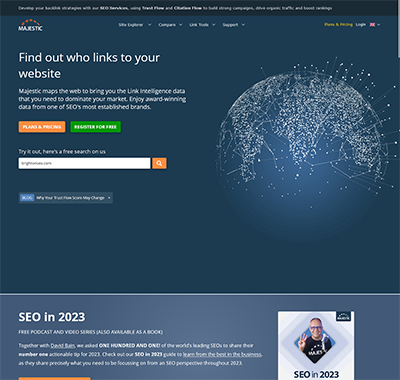 Develop your backlink strategies with our SEO Services, using Trust Flow and Citation Flow to build strong campaigns, drive organic traffic and boost rankings
MAJESTIC
Site Explorer Compare Link Tools Support Plans & Pricing Login
Find out who links to your
website
Majestic maps the web to bring you the Link Intelligence data
that you need to dominate your market. Enjoy award-winning
data from one of SEO's most established brands.
PLANS & PRICING REGISTER FOR FREE
Try it out, here's a free search on us
brightonseo.com
BLOG Why Your Trust Flow Score May Change
SEO in 2023
FREE PODCAST AND VIDEO SERIES (ALSO AVAILABLE AS A BOOK)
Together with David Bain, we asked ONE HUNDRED AND ONE! of the world's leading SEOs to share their
number one actionable tip for 2023. Check out our SEO in 2023 guide to learn from the best in the business,
as they share precisely what you need to be focussing on from an SEO perspective throughout 2023.
MAJESTIC
MAJEST
SEO in 2023